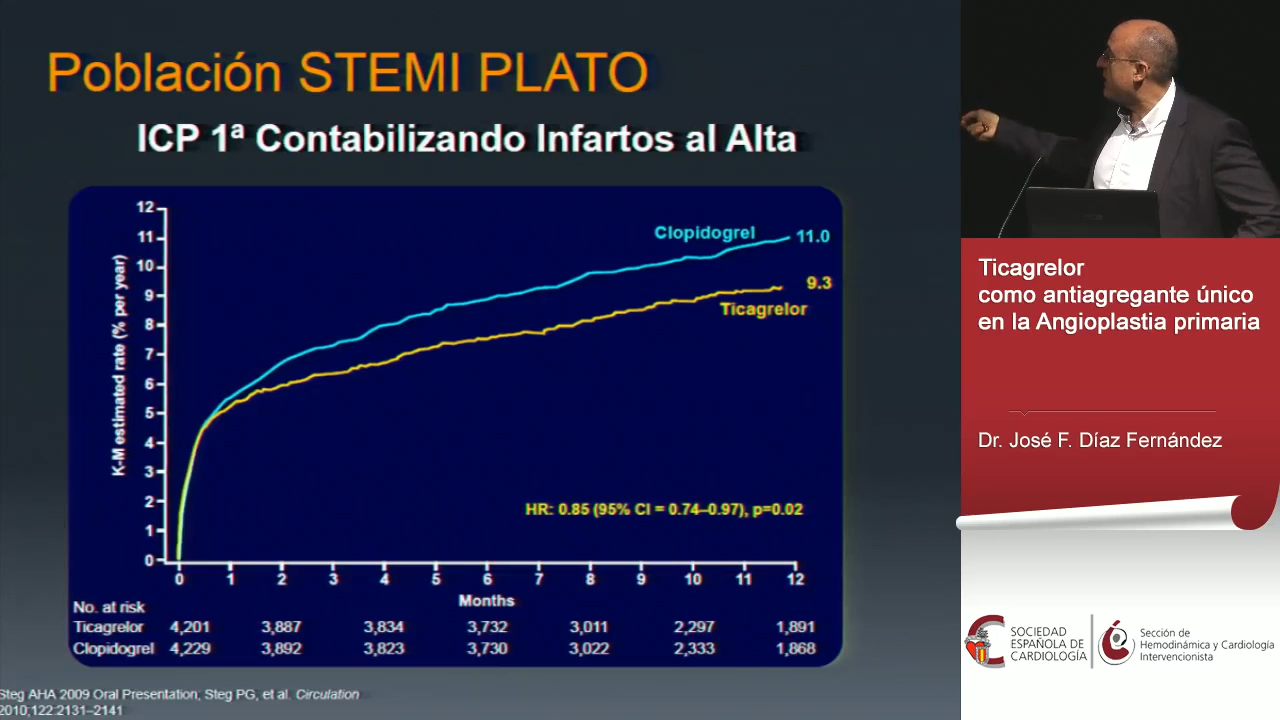 Población STEMI PLATO
ICP 1ª Contabilizando Infartos al Alta
12
11
10
9
8
7
6
5
4
3
2
1
0
K-M estimated rate (% per year)
Clopidogrel
11.0
9.3
Ticagrelor
HR: 0.85 (95% CI = 0.74–0.97), p=0.02
0 1 2 3 4 5 6 7 8 9 10 11 12
Months
No. at risk
Ticagrelor 4,201 3,887 3,834 3,732 3,011 2,297 1,891
Clopidogrel 4,229 3,892 3,823 3,730 3,022 2,333 1,868
Steg AHA 2009 Oral Presentation; Steg PG, et al. Circulation
2010;122:2131–2141
Ticagrelor
como antiagregante único
en la Angioplastia primaria
Dr. José F. Díaz Fernández
SOCIEDAD
ESPAÑOLA DE
CARDIOLOGÍA
Sección de
Hemodinámica y Cardiología
Intervencionista